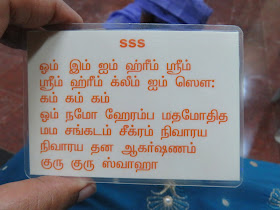 SSS
ஓம் இம் ஐம் ஹ்ரீம் ஸ்ரீம்
ஸ்ரீம் ஹ்ரீம் க்லீம் ஐம் ஸௌ:
கம் கம் கம்
ஓம் நமோ ஹேரம்ப மதமோதித
மம சங்கடம் சீக்ரம் நிவாரய
நிவாரய தன ஆகர்ஷணம்
குரு குரு ஸ்வாஹா